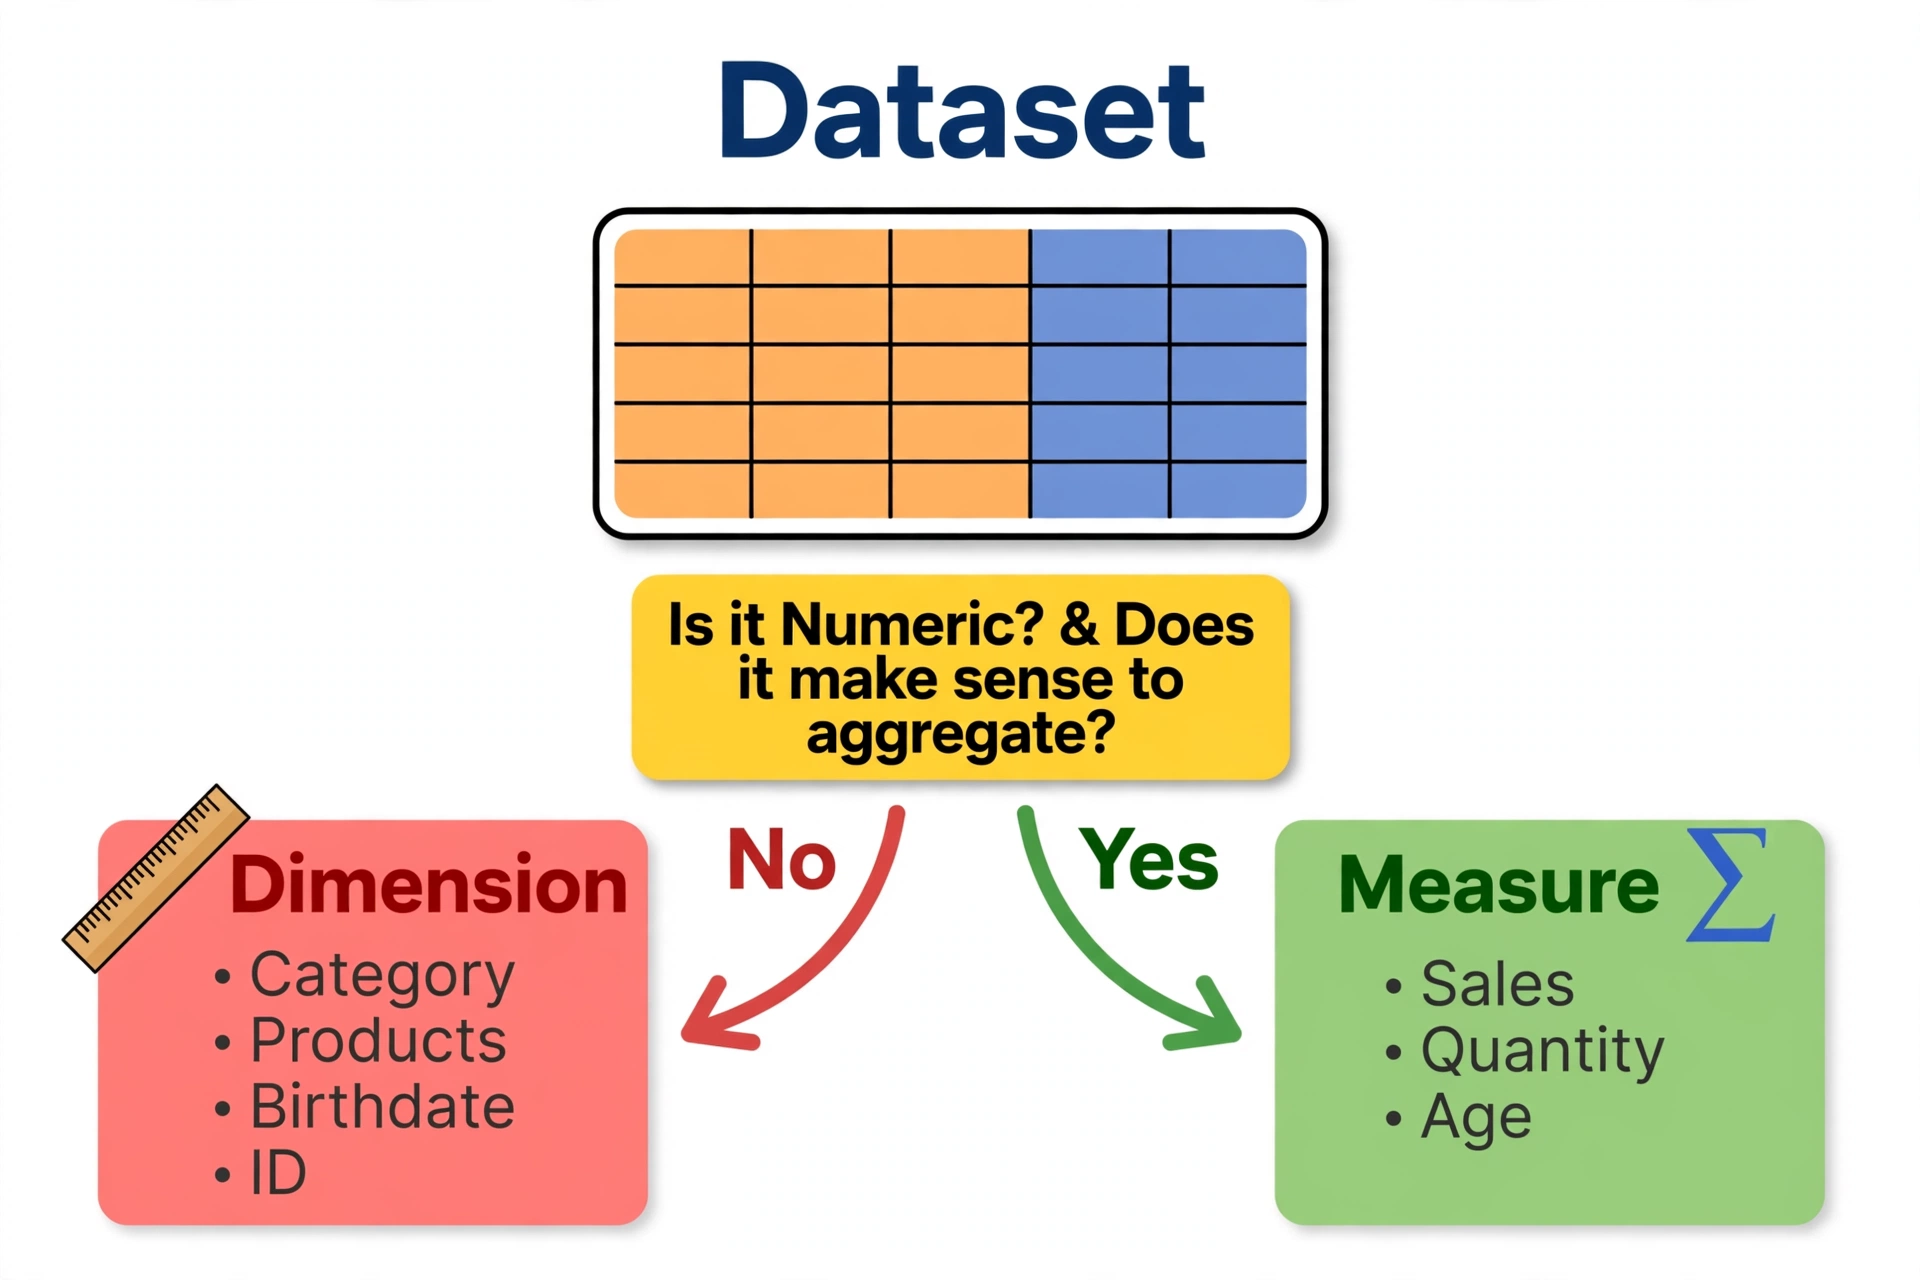 Dataset
Is it Numeric? & Does
it make sense to
aggregate?
No
Yes
Dimension
• Category
• Products
• Birthdate
• ID
Measure Σ
• Sales
• Quantity
• Age